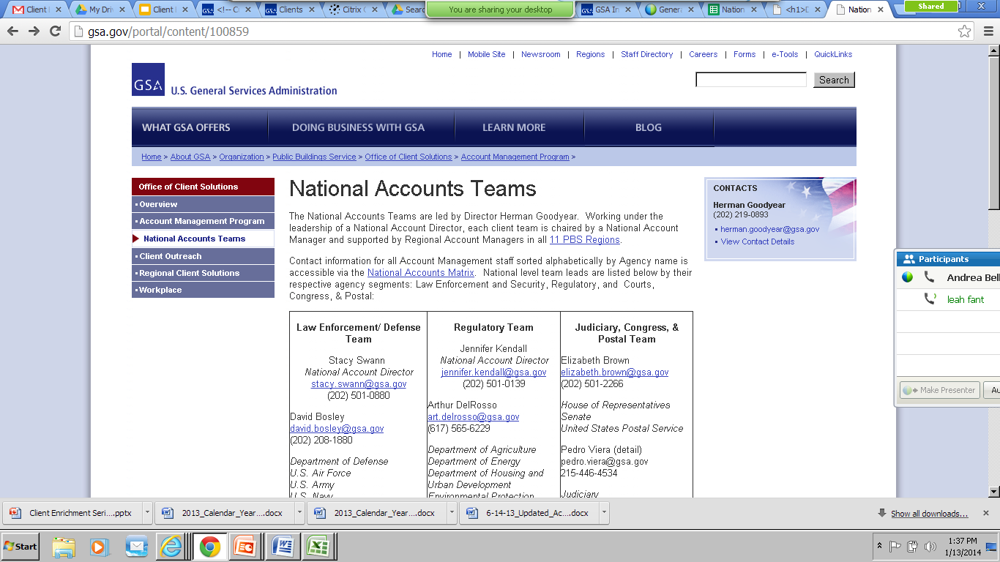 Gmail
My Driv
Client
<!-- C
Clients
Citrix
Searc
You are sharing your desktop
GSA In
Genera
Nation
<h1>D
Nation
Shared
gsa.gov/portal/content/100859
Home | Mobile Site | Newsroom | Regions | Staff Directory | Careers | Forms | e-Tools | QuickLinks
GSA
U.S. General Services Administration
Search
WHAT GSA OFFERS
DOING BUSINESS WITH GSA
LEARN MORE
BLOG
Home > About GSA > Organization > Public Buildings Service > Office of Client Solutions > Account Management Program >
Office of Client Solutions
Overview
Account Management Program
National Accounts Teams
Client Outreach
Regional Client Solutions
Workplace
National Accounts Teams
The National Accounts Teams are led by Director Herman Goodyear. Working under the
leadership of a National Account Director, each client team is chaired by a National Account
Manager and supported by Regional Account Managers in all 11 PBS Regions.
Contact information for all Account Management staff sorted alphabetically by Agency name is
accessible via the National Accounts Matrix. National level team leads are listed below by their
respective agency segments: Law Enforcement and Security, Regulatory, and Courts,
Congress, & Postal:
Law Enforcement/ Defense
Team
Stacy Swann
National Account Director
stacy.swann@gsa.gov
(202) 501-0880
David Bosley
david.bosley@gsa.gov
(202) 208-1880
Department of Defense
U.S. Air Force
U.S. Army
U.S. Navy
Regulatory Team
Jennifer Kendall
National Account Director
jennifer.kendall@gsa.gov
(202) 501-0139
Arthur DelRosso
art.delrosso@gsa.gov
(617) 565-6229
Department of Agriculture
Department of Energy
Department of Housing and
Urban Development
Environmental Protection
Judiciary, Congress, &
Postal Team
Elizabeth Brown
elizabeth.brown@gsa.gov
(202) 501-2266
House of Representatives
Senate
United States Postal Service
Pedro Viera (detail)
pedro.viera@gsa.gov
215-446-4534
Judiciary
CONTACTS
Herman Goodyear
(202) 219-0893
herman.goodyear@gsa.gov
View Contact Details
Participants
Andrea Bell
leah fant
Make Presenter
Au
Client Enrichment Seri....pptx
2013_Calendar_Year....docx
2013_Calendar_Year....docx
6-14-13_Updated_Ac....docx
Show all downloads...
Start
1:37 PM
1/13/2014